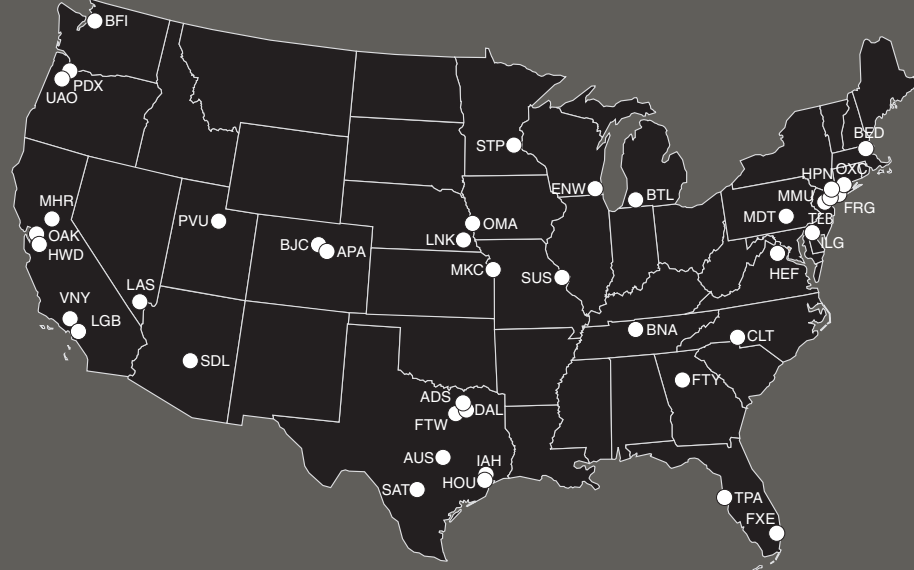 BFI
PDX
UAO
BED
STP
HPN
OXC
ENW
BTL
MMU
MHR
FRG
PVU
OMA
MDT
TEB
OAK
LNK
ILG
HWD
BJC
APA
MKC
HEF
LAS
SUS
VNY
LGB
BNA
CLT
SDL
FTY
ADS
DAL
FTW
AUS
IAH
HOU
SAT
TPA
FXE